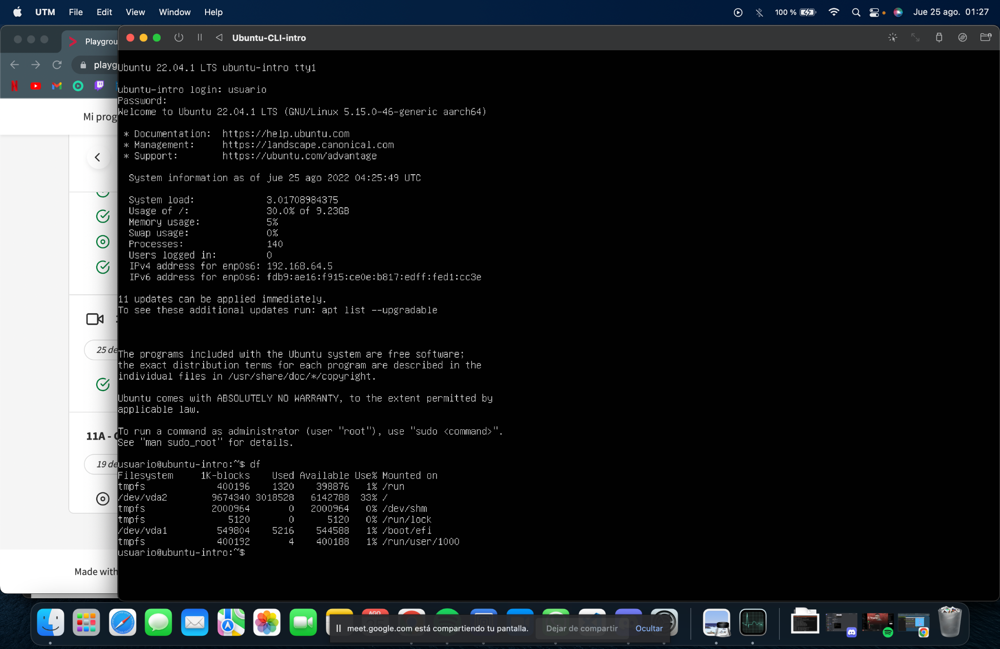 UTM File Edit View Window Help 100 % Jue 25 ago. 01:27
Ubuntu-CLI-intro
Playgrou
playg
Mi prog
25 de
11A -
19 de
Made with
Ubuntu 22.04.1 LTS ubuntu-intro tty1
ubuntu-intro login: usuario
Password:
Welcome to Ubuntu 22.04.1 LTS (GNU/Linux 5.15.0-46-generic aarch64)
* Documentation: https://help.ubuntu.com
* Management: https://landscape.canonical.com
* Support: https://ubuntu.com/advantage
System information as of jue 25 ago 2022 04:25:49 UTC
System load: 3.01708984375
Usage of /: 30.0% of 9.23GB
Memory usage: 5%
Swap usage: 0%
Processes: 140
Users logged in: 0
IPv4 address for enp0s6: 192.168.64.5
IPv6 address for enp0s6: fdb9:ae16:f915:ce0e:b817:edff:fed1:cc3e
11 updates can be applied immediately.
To see these additional updates run: apt list --upgradable
The programs included with the Ubuntu system are free software;
the exact distribution terms for each program are described in the
individual files in /usr/share/doc/*/copyright.
Ubuntu comes with ABSOLUTELY NO WARRANTY, to the extent permitted by
applicable law.
To run a command as administrator (user "root"), use "sudo <command>".
See "man sudo_root" for details.
usuario@ubuntu-intro:~$ df
Filesystem 1K-blocks Used Available Use% Mounted on
tmpfs 400196 1320 398876 1% /run
/dev/vda2 9674340 3018528 6142788 33% /
tmpfs 2000964 0 2000964 0% /dev/shm
tmpfs 5120 0 5120 0% /run/lock
/dev/vda1 549804 5216 544588 1% /boot/efi
tmpfs 400192 4 400188 1% /run/user/1000
usuario@ubuntu-intro:~$
AGO
meet.google.com está compartiendo tu pantalla. Dejar de compartir Ocultar